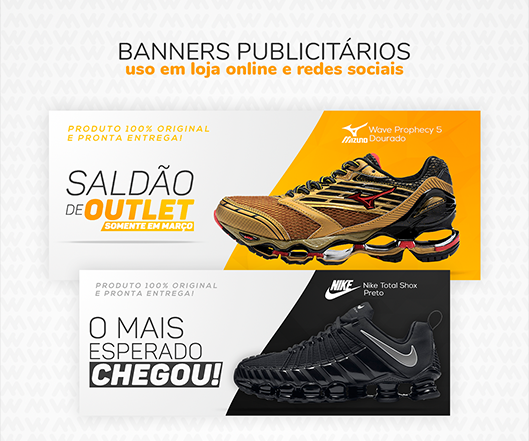 BANNERS PUBLICITÁRIOS
uso em loja online e redes sociais
PRODUTO 100% ORIGINAL
E PRONTA ENTREGA!
SALDÃO
DE OUTLET
SOMENTE EM MARÇO
MIZUNO
Wave Prophecy 5
Dourado
PRODUTO 100% ORIGINAL
E PRONTA ENTREGA!
O MAIS
ESPERADO
CHEGOU!
NIKE
Nike Total Shox
Preto